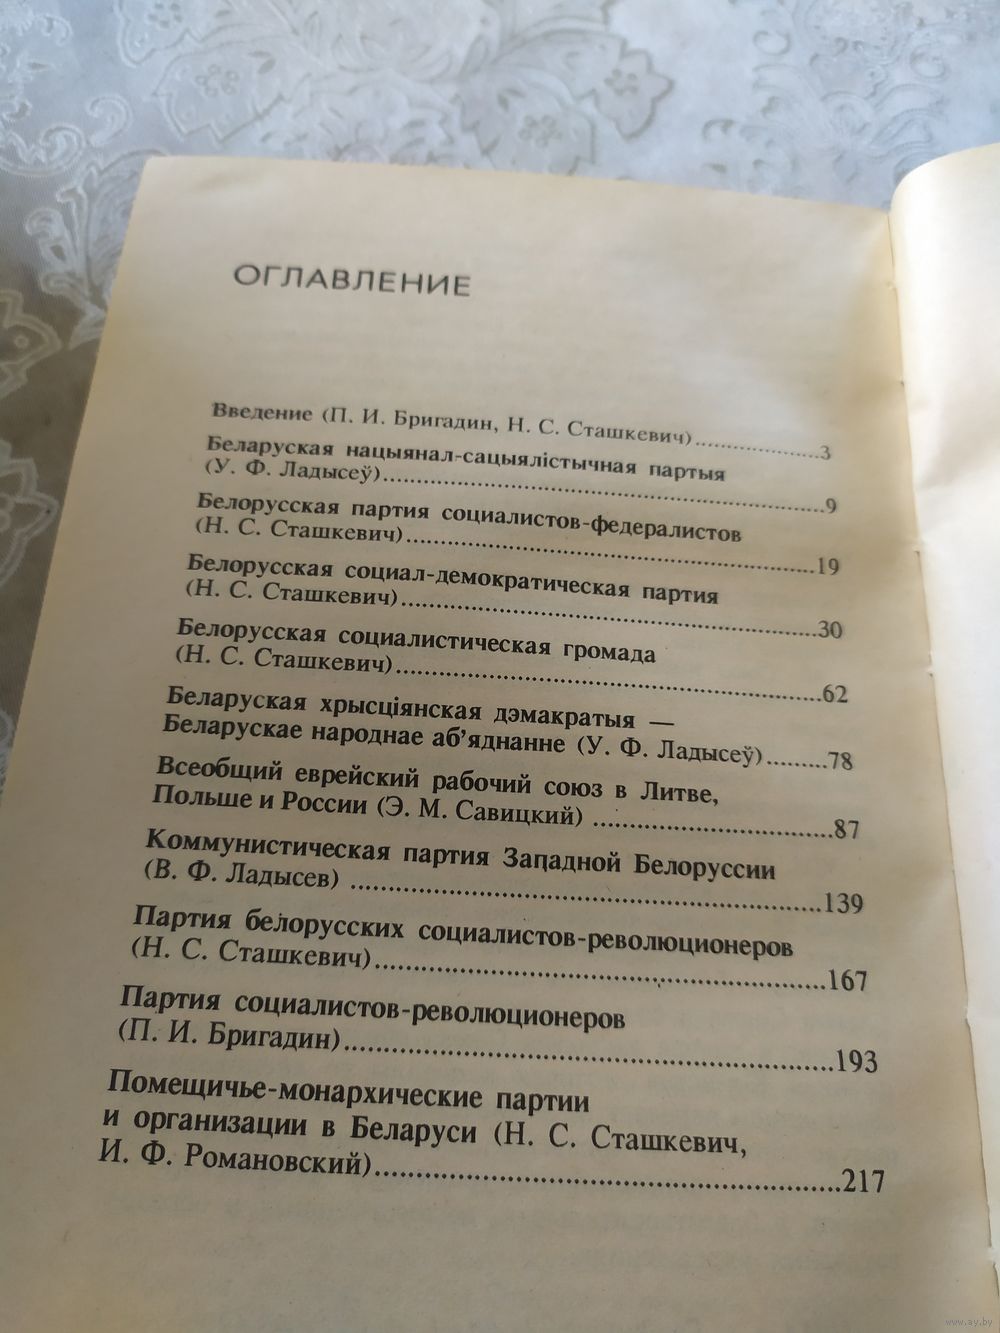 ОГЛАВЛЕНИЕ
Введение (П. И. Бригадин, Н. С. Сташкевич)....................3
Беларуская нацыянал-сацыялістычная партыя
(У. Ф. Ладысеў)....................9
Белорусская партия социалистов-федералистов
(Н. С. Сташкевич)....................19
Белорусская социал-демократическая партия
(Н. С. Сташкевич)....................30
Белорусская социалистическая громада
(Н. С. Сташкевич)....................62
Беларуская хрысціянская дэмакратыя —
Беларускае народнае аб’яднанне (У. Ф. Ладысеў).........78
Всеобщий еврейский рабочий союз в Литве,
Польше и России (Э. М. Савицкий) ....................87
Коммунистическая партия Западной Белоруссии
(В. Ф. Ладысев) ....................139
Партия белорусских социалистов-революционеров
(Н. С. Сташкевич)....................167
Партия социалистов-революционеров
(П. И. Бригадин)....................193
Помещичье-монархические партии
и организации в Беларуси (Н. С. Сташкевич,
И. Ф. Романовский)....................217
www.ay.by